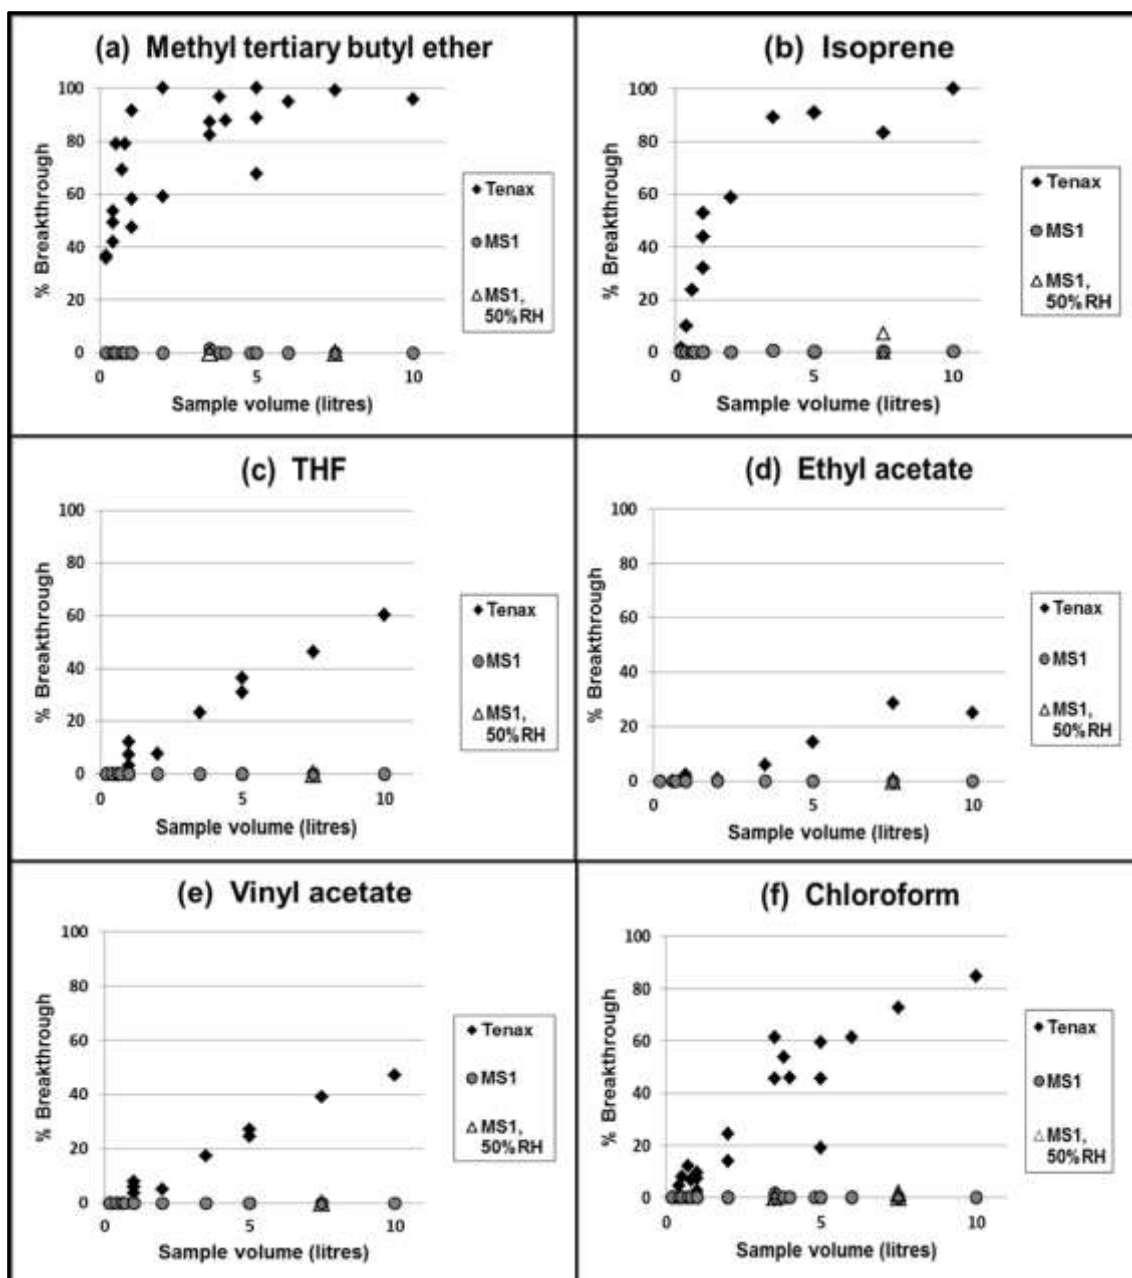 (a) Methyl tertiary butyl ether
% Breakthrough
100
80
60
40
20
0
0 5 10
Sample volume (litres)
Tenax
MS1
MS1,
50%RH
(b) Isoprene
% Breakthrough
100
80
60
40
20
0
0 5 10
Sample volume (litres)
Tenax
MS1
MS1,
50%RH
(c) THF
% Breakthrough
100
80
60
40
20
0
0 5 10
Sample volume (litres)
Tenax
MS1
MS1,
50%RH
(d) Ethyl acetate
% Breakthrough
100
80
60
40
20
0
0 5 10
Sample volume (litres)
Tenax
MS1
MS1,
50%RH
(e) Vinyl acetate
% Breakthrough
100
80
60
40
20
0
0 5 10
Sample volume (litres)
Tenax
MS1
MS1,
50%RH
(f) Chloroform
% Breakthrough
100
80
60
40
20
0
0 5 10
Sample volume (litres)
Tenax
MS1
MS1,
50%RH